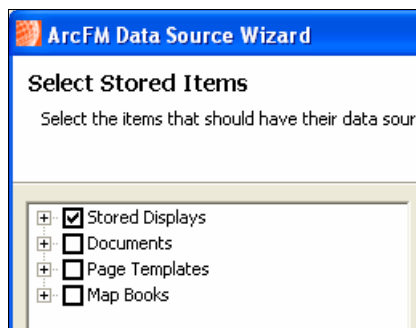 ArcFM Data Source Wizard
Select Stored Items
Select the items that should have their data sour
Stored Displays
Documents
Page Templates
Map Books